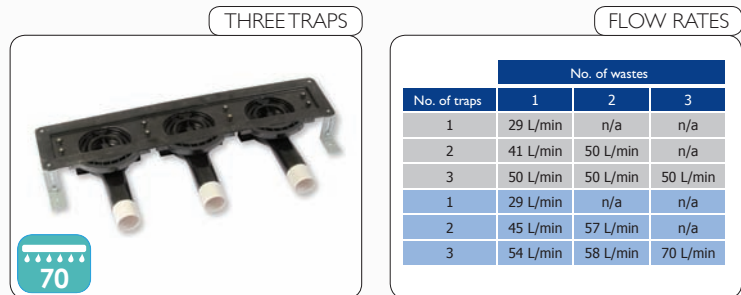 THREE TRAPS
70
FLOW RATES
No. of wastes
No. of traps 1 2 3
1 29 L/min n/a n/a
2 41 L/min 50 L/min n/a
3 50 L/min 50 L/min 50 L/min
1 29 L/min n/a n/a
2 45 L/min 57 L/min n/a
3 54 L/min 58 L/min 70 L/min